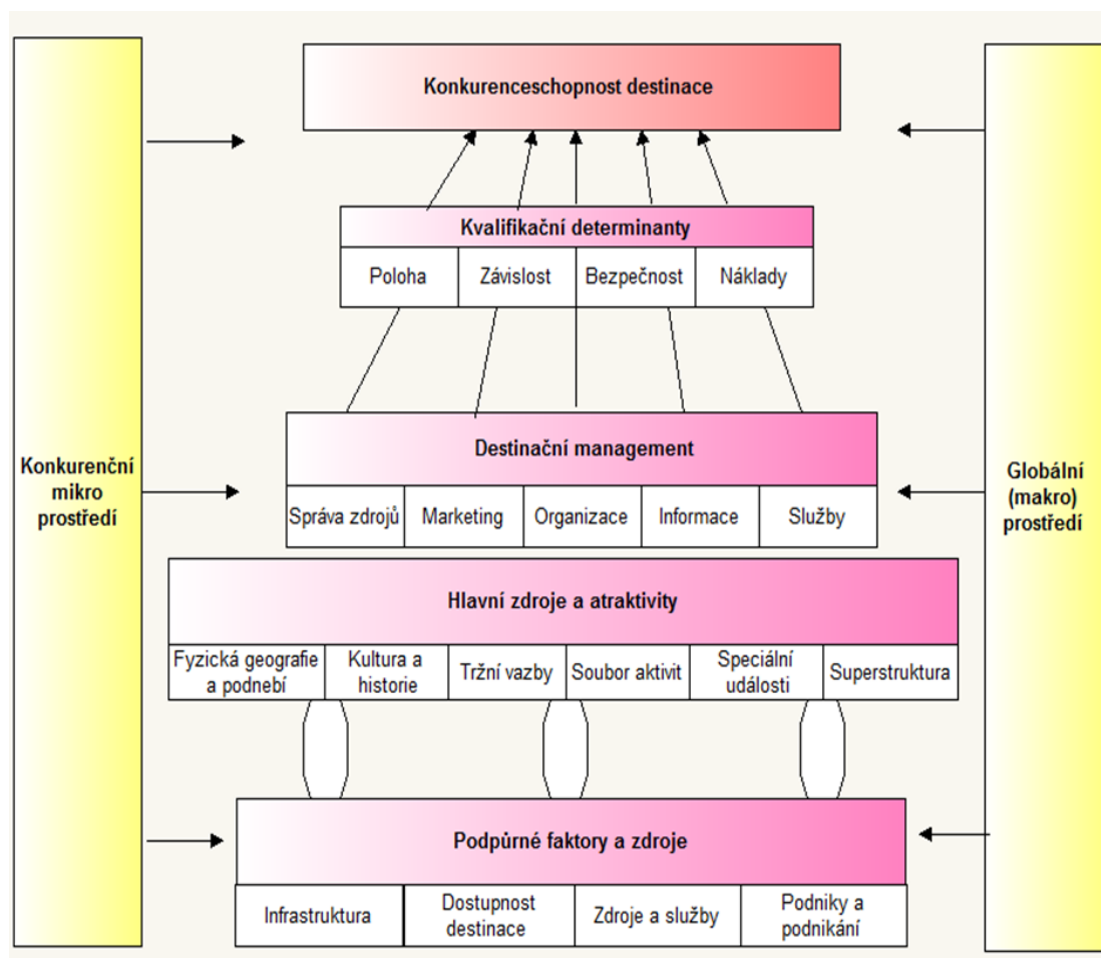 Konkurenceschopnost destinace
Kvalifikační determinanty
Poloha
Závislost
Bezpečnost
Náklady
Konkurenční
mikro
prostředí
Globální
(makro)
prostředí
Destinační management
Správa zdrojů
Marketing
Organizace
Informace
Služby
Hlavní zdroje a atraktivity
Fyzická geografie
a podnebí
Kultura a
historie
Tržní vazby
Soubor aktivit
Speciální
události
Superstruktura
Podpůrné faktory a zdroje
Infrastruktura
Dostupnost
destinace
Zdroje a služby
Podniky a
podnikání